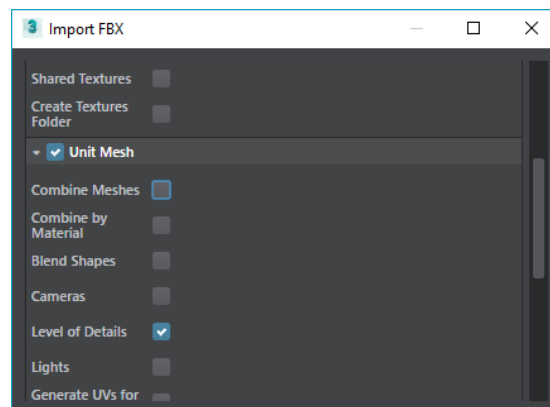 Import FBX
Shared Textures
Create Textures
Folder
Unit Mesh
Combine Meshes
Combine by
Material
Blend Shapes
Cameras
Level of Details
Lights
Generate UVs for